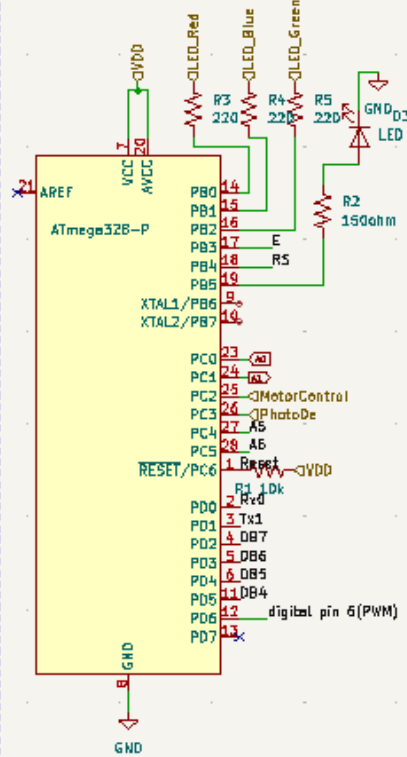 LED_Red
LED_Blue
LED_Green
VDD
R3
220
R4
220
R5
220
GND
D3
LED
R2
150ohm
7
20
VCC
AVCC
21
AREF
ATmega328-P
PB0 14
PB1 15
PB2 16
PB3 17 E
PB4 18 RS
PB5 19
XTAL1/PB6 9
XTAL2/PB7 10
PC0 23 A0
PC1 24 A1
PC2 25 MotorControl
PC3 26 PhotoDe
PC4 27 A5
PC5 28 A6
RESET/PC6 1 Reset VDD
R1 10k
PD0 2 Rx0
PD1 3 Tx1
PD2 4 DB7
PD3 5 DB6
PD4 6 DB5
PD5 11 DB4
PD6 12 digital pin 6(PWM)
PD7 13
GND
8
GND